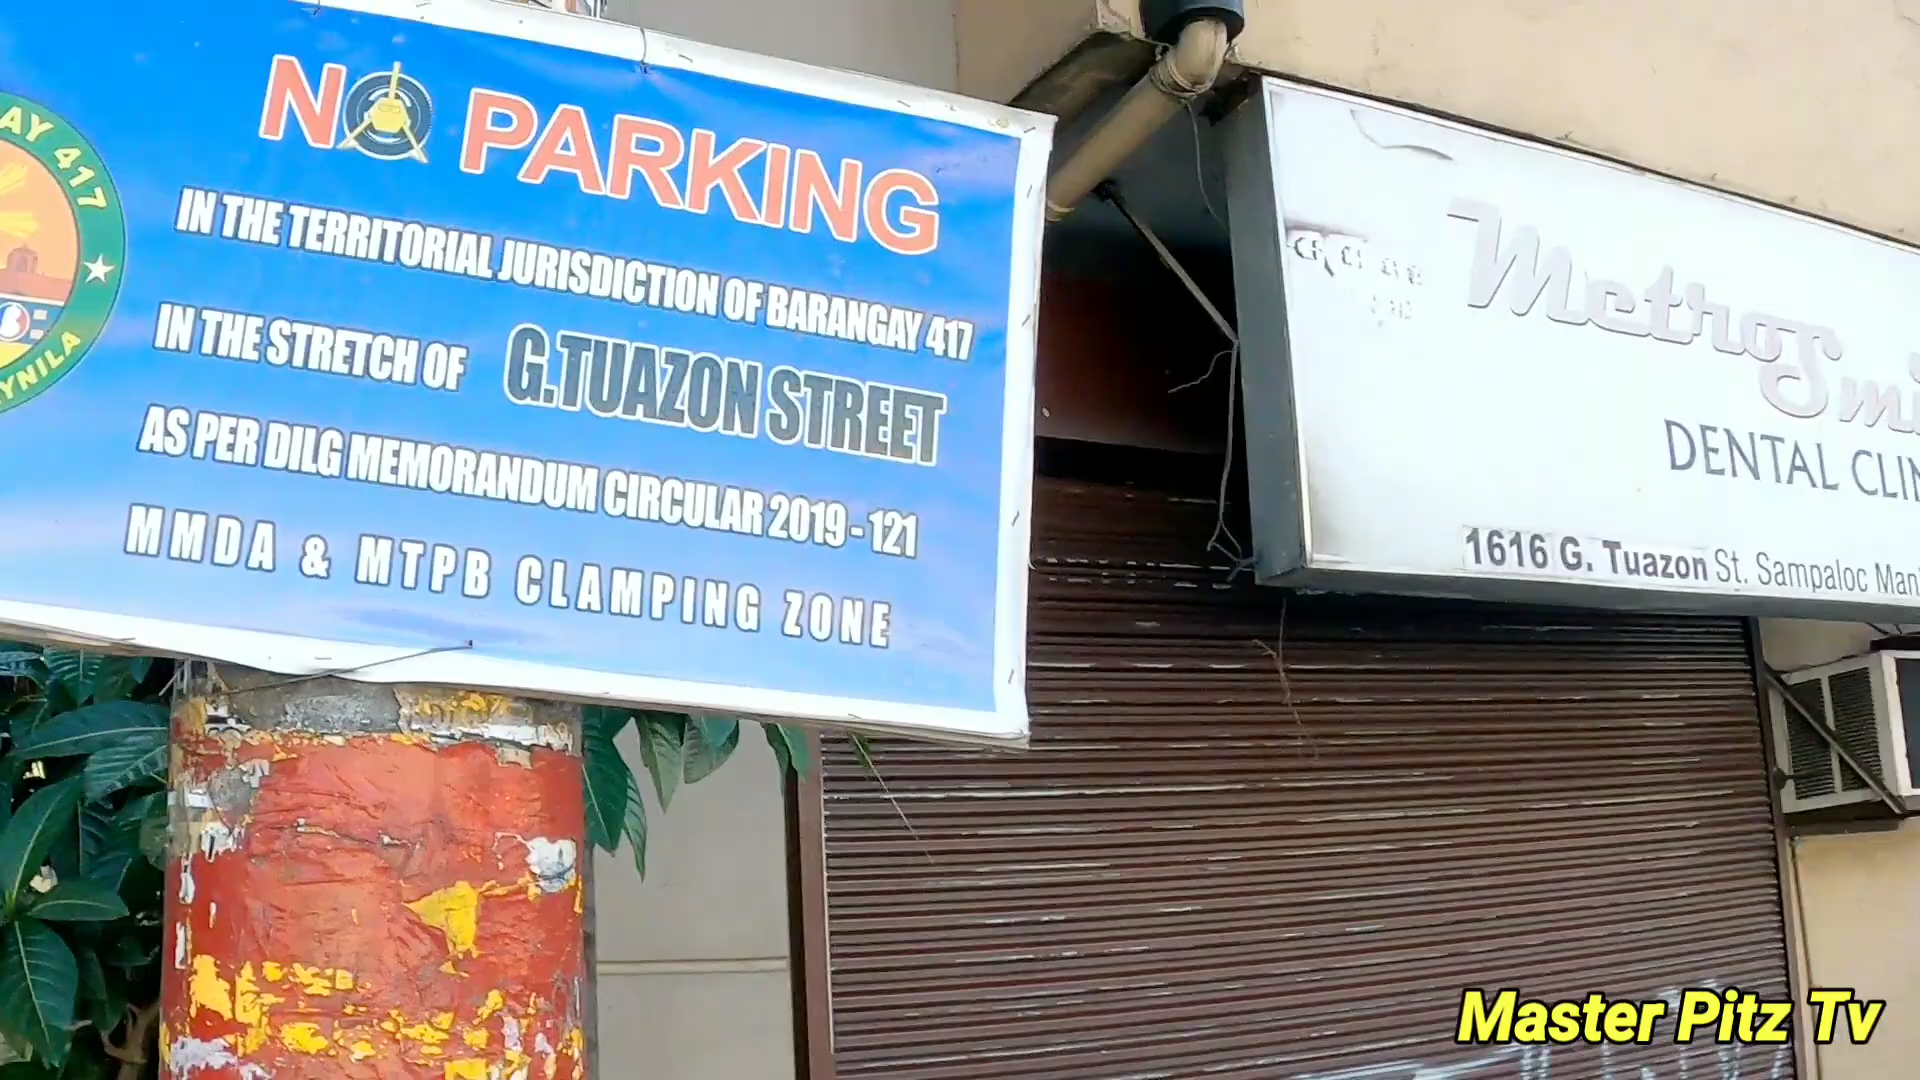 NO PARKING
IN THE TERRITORIAL JURISDICTION OF BARANGAY 417
IN THE STRETCH OF G.TUAZON STREET
AS PER DILG MEMORANDUM CIRCULAR 2019 - 121
MMDA & MTPB CLAMPING ZONE
AY 417
YNILA
MetroSmi
DENTAL CLIN
1616 G. Tuazon St. Sampaloc Man
Master Pitz Tv